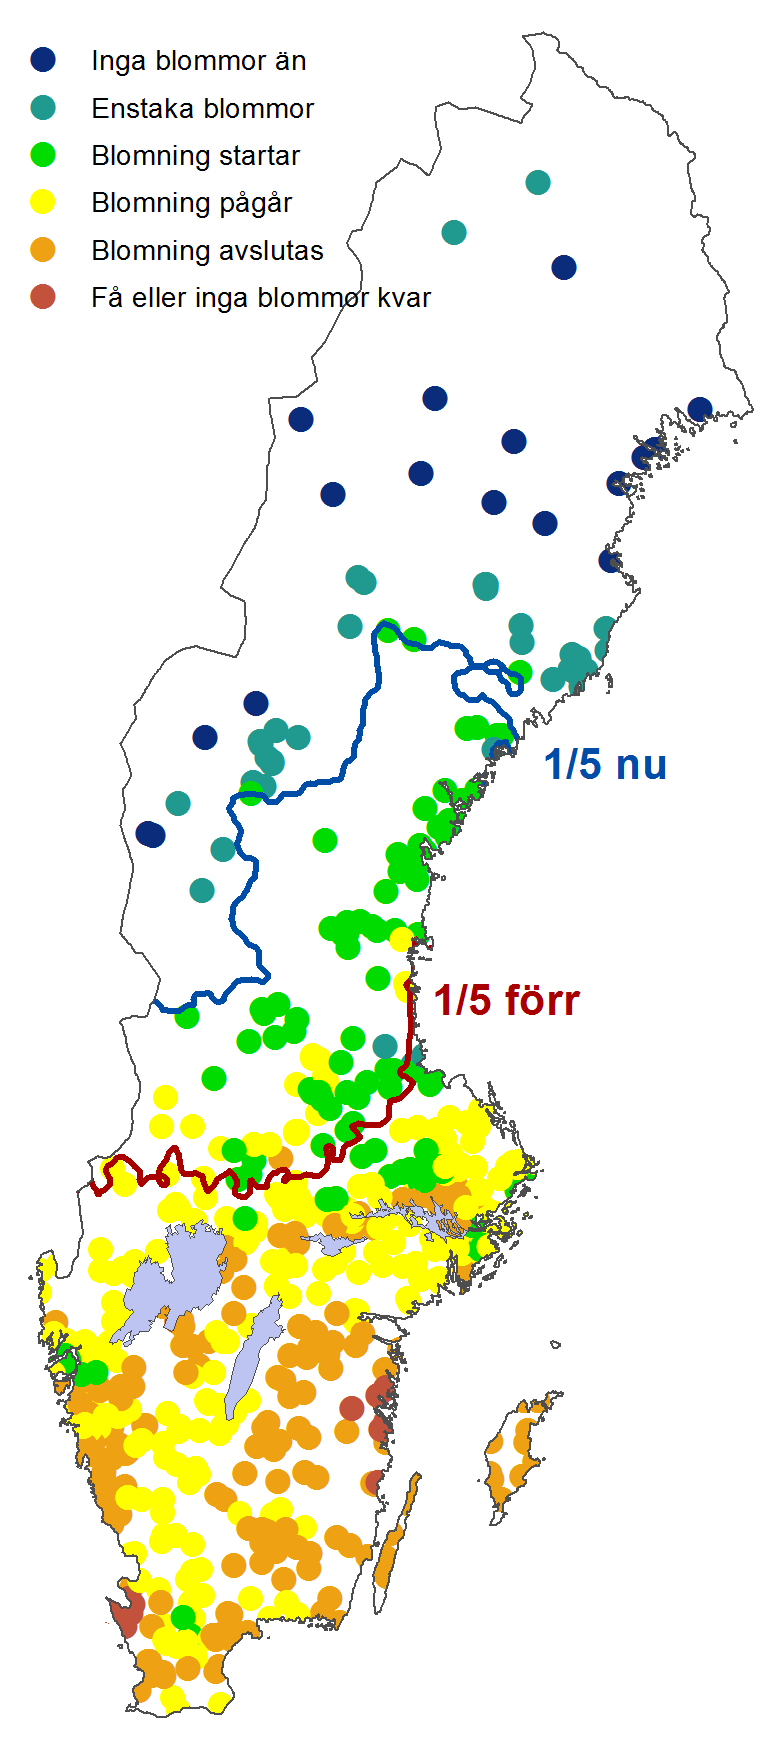 Inga blommor än
Enstaka blommor
Blomning startar
Blomning pågår
Blomning avslutas
Få eller inga blommor kvar
1/5 nu
1/5 förr